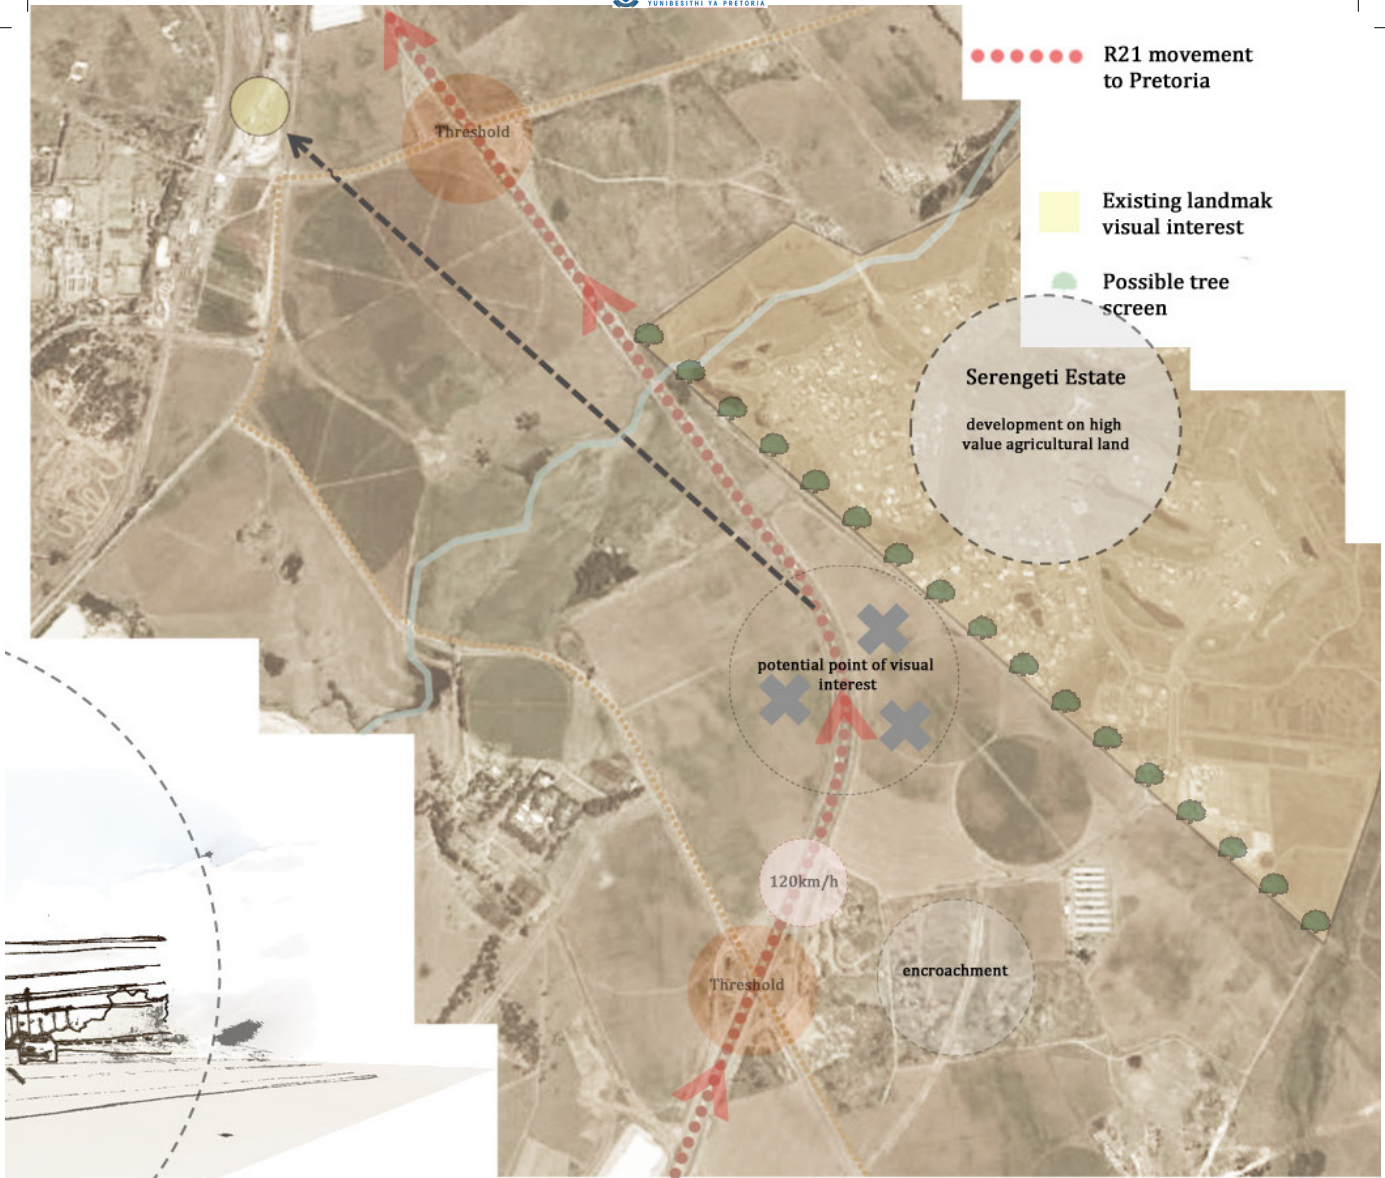 YUNIBESITHI YA PRETORIA
R21 movement
to Pretoria
Existing landmak
visual interest
Possible tree
screen
Threshold
Serengeti Estate
development on high
value agricultural land
potential point of visual
interest
120km/h
Threshold
encroachment